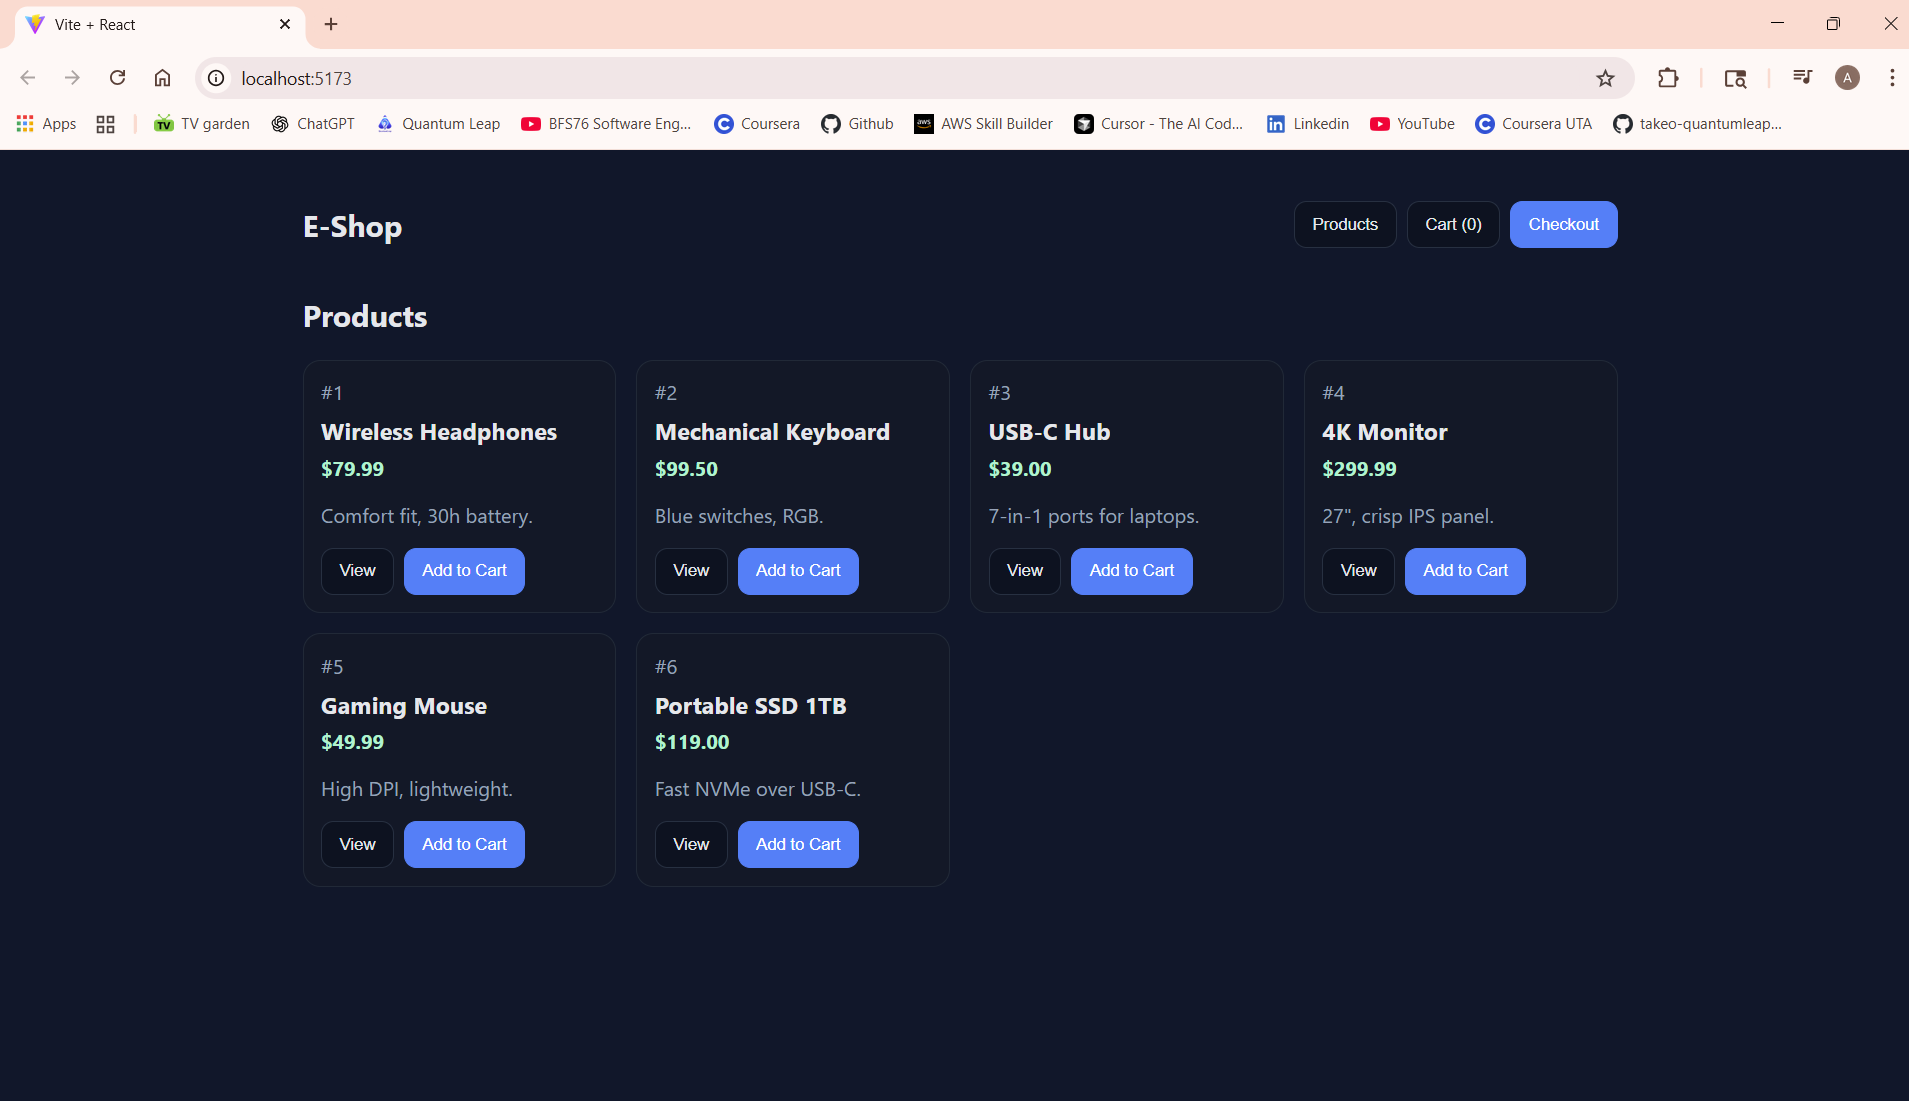 Vite + React
localhost:5173
A
Apps
TV garden
ChatGPT
Quantum Leap
BFS76 Software Eng...
Coursera
Github
AWS Skill Builder
Cursor - The AI Cod...
Linkedin
YouTube
Coursera UTA
takeo-quantumleap...
E-Shop
Products
Cart (0)
Checkout
Products
#1
Wireless Headphones
$79.99
Comfort fit, 30h battery.
View
Add to Cart
#2
Mechanical Keyboard
$99.50
Blue switches, RGB.
View
Add to Cart
#3
USB-C Hub
$39.00
7-in-1 ports for laptops.
View
Add to Cart
#4
4K Monitor
$299.99
27", crisp IPS panel.
View
Add to Cart
#5
Gaming Mouse
$49.99
High DPI, lightweight.
View
Add to Cart
#6
Portable SSD 1TB
$119.00
Fast NVMe over USB-C.
View
Add to Cart